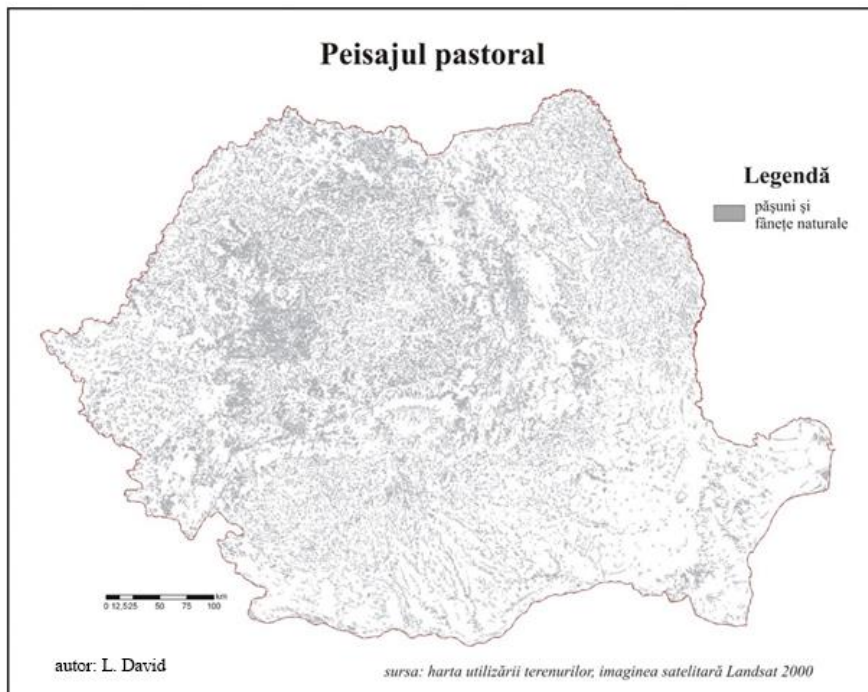 Peisajul pastoral
Legendă
pășuni și
fânețe naturale
km
0 12,525 50 75 100
autor: L. David
sursa: harta utilizării terenurilor, imaginea satelitară Landsat 2000